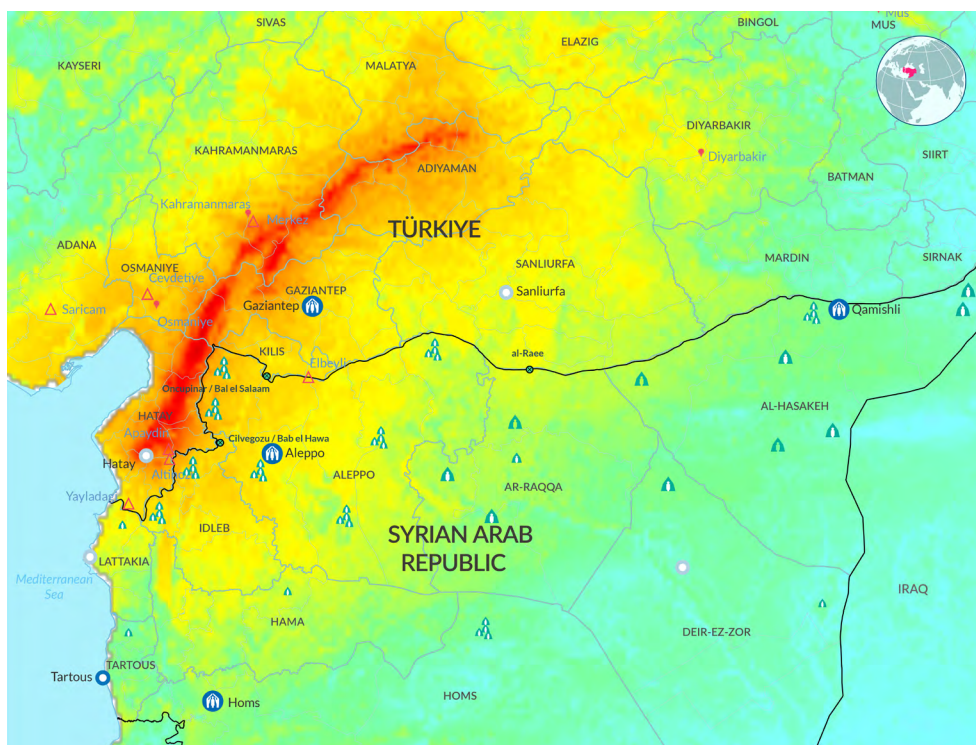 SIVAS
BINGOL
Mus
MUS
ELAZIG
KAYSERI
MALATYA
DIYARBAKIR
Diyarbakir
KAHRAMANMARAS
SIIRT
ADIYAMAN
BATMAN
Kahramanmaras
Merkez
TÜRKIYE
ADANA
OSMANIYE
SANLIURFA
MARDIN
SIRNAK
Cevdetiye
GAZIANTEP
Sanliurfa
Saricam
Gaziantep
Qamishli
Osmaniye
KILIS
al-Raee
Elbeyli
Oncupinar / Bal el Salaam
AL-HASAKEH
HATAY
Apaydin
Cilvegozu / Bab el Hawa
Hatay
Aleppo
ALEPPO
AR-RAQQA
Yayladagi
IDLEB
SYRIAN ARAB
REPUBLIC
LATTAKIA
Mediterranean
Sea
IRAQ
HAMA
DEIR-EZ-ZOR
TARTOUS
Tartous
HOMS
Homs